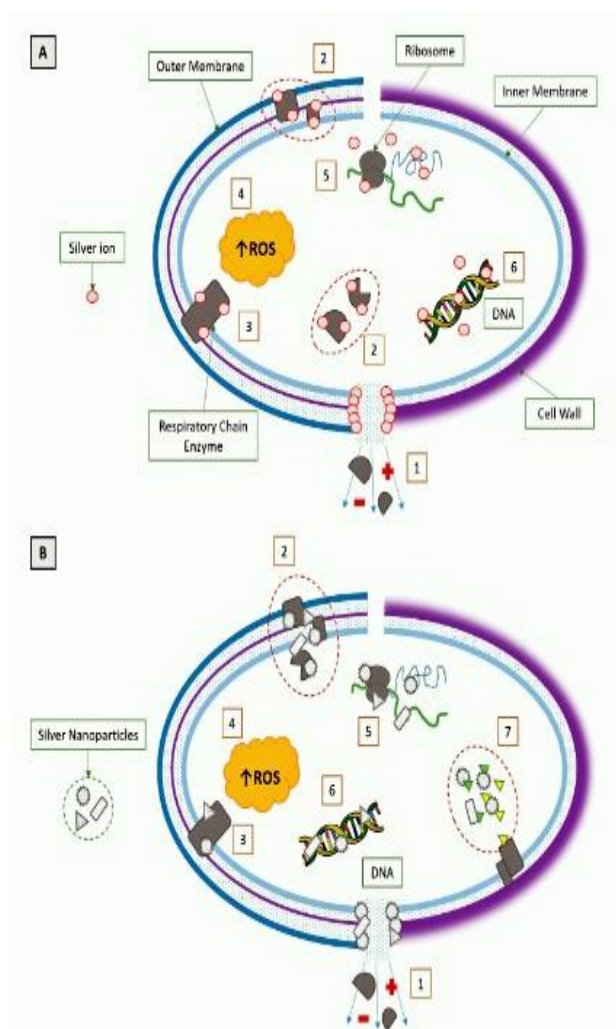 A
2
Ribosome
Outer Membrane
Inner Membrane
5
4
↑ROS
Silver ion
6
DNA
3
2
Respiratory Chain
Enzyme
Cell Wall
1
+
−
B
2
Silver Nanoparticles
4
5
7
↑ROS
6
3
DNA
1
+
−